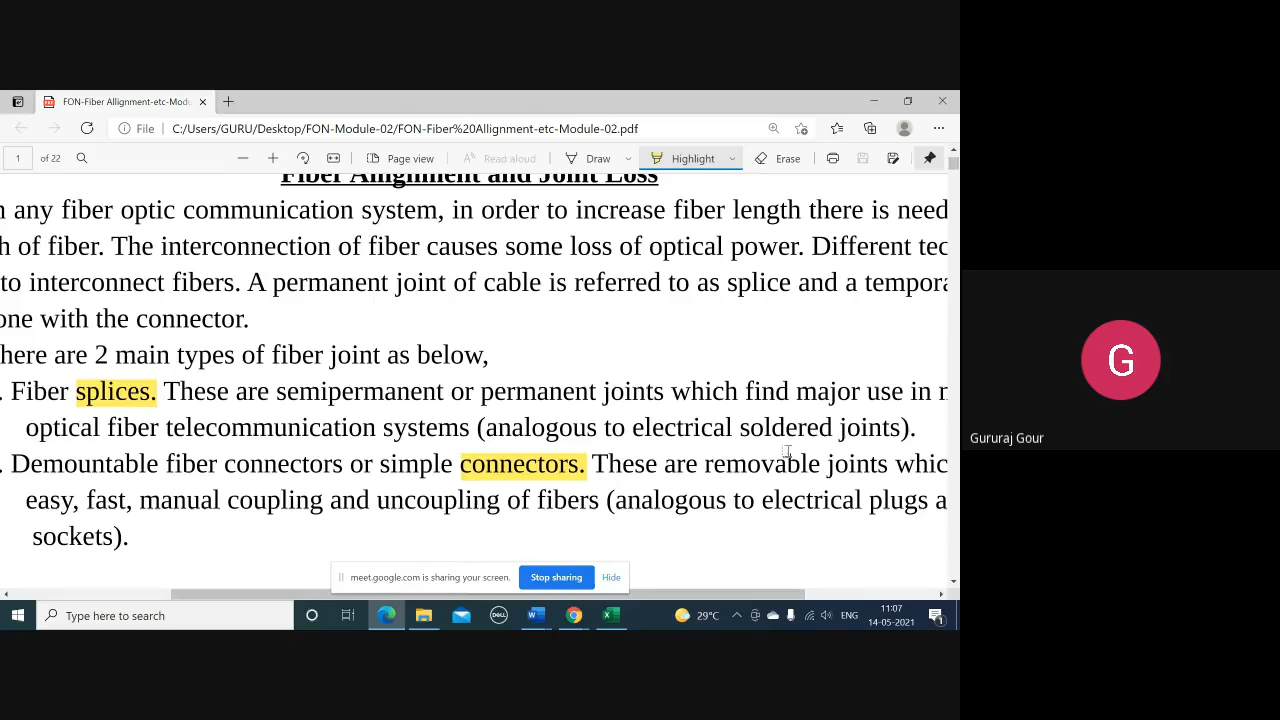 FON-Fiber Allignment-etc-Modu
File C:/Users/GURU/Desktop/FON-Module-02/FON-Fiber%20Allignment-etc-Module-02.pdf
1 of 22 Page view Read aloud Draw Highlight Erase
Fiber Allignment and Joint Loss
n any fiber optic communication system, in order to increase fiber length there is need
h of fiber. The interconnection of fiber causes some loss of optical power. Different tec
to interconnect fibers. A permanent joint of cable is referred to as splice and a tempora
one with the connector.
here are 2 main types of fiber joint as below,
. Fiber splices. These are semipermanent or permanent joints which find major use in
optical fiber telecommunication systems (analogous to electrical soldered joints).
. Demountable fiber connectors or simple connectors. These are removable joints whic
easy, fast, manual coupling and uncoupling of fibers (analogous to electrical plugs a
sockets).
meet.google.com is sharing your screen. Stop sharing Hide
G
Gururaj Gour
Type here to search
DELL
29°C
ENG
11:07
14-05-2021
1